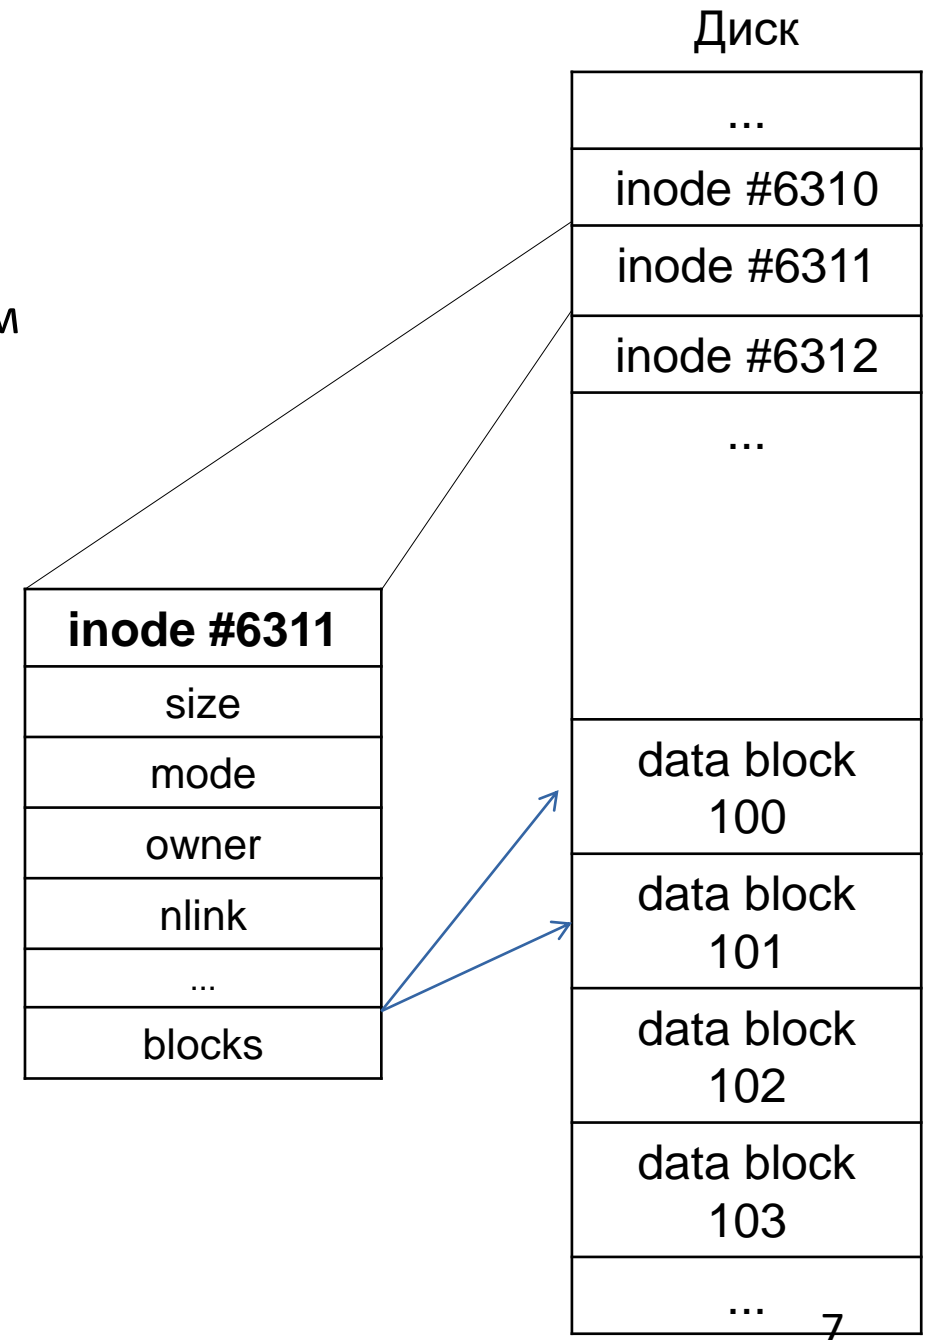 Диск
...
inode #6310
inode #6311
inode #6312
...
inode #6311
size
mode
owner
nlink
...
blocks
data block
100
data block
101
data block
102
data block
103
...
7